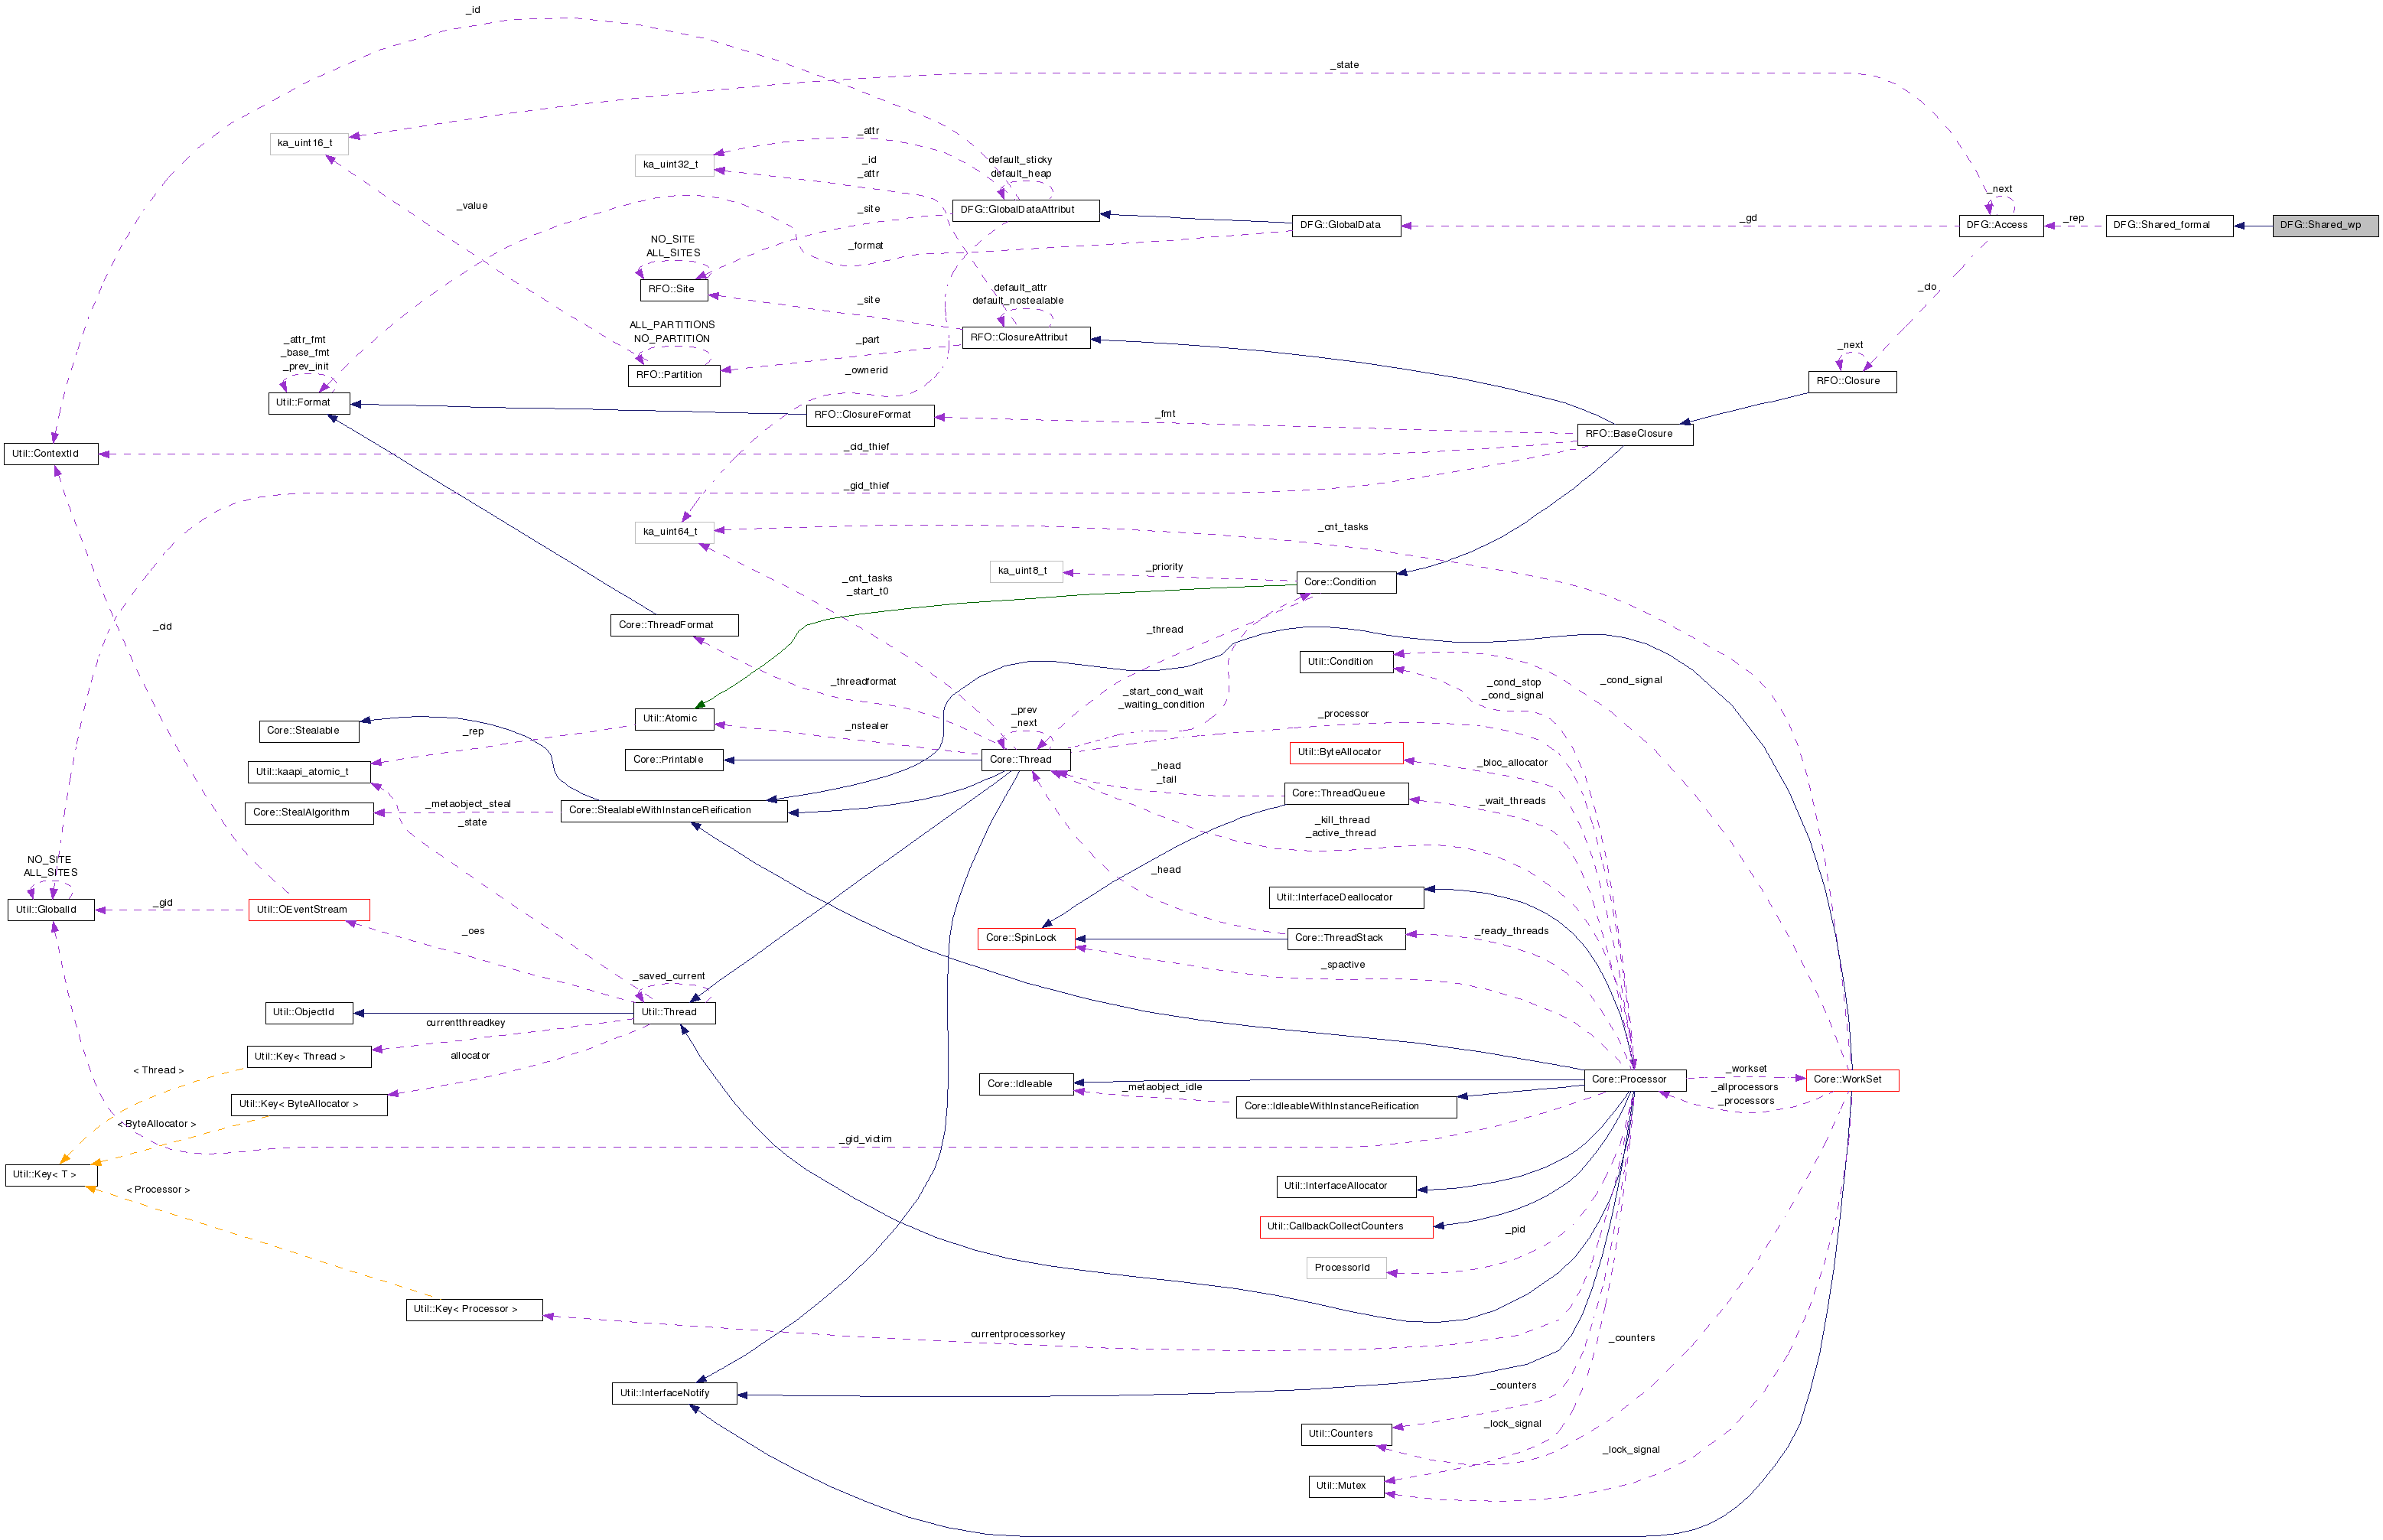 _id
_state
_attr
ka_uint16_t
_id
_attr
ka_uint32_t
default_sticky
default_heap
_next
_value
_site
DFG::GlobalDataAttribut
_gd
_rep
DFG::GlobalData
DFG::Access
DFG::Shared_formal
DFG::Shared_wp
NO_SITE
ALL_SITES
_format
RFO::Site
_site
default_attr
default_nostealable
_clo
ALL_PARTITIONS
NO_PARTITION
_part
RFO::ClosureAttribut
_attr_fmt
_base_fmt
_prev_init
_next
RFO::Partition
_ownerid
RFO::Closure
Util::Format
RFO::ClosureFormat
_fmt
RFO::BaseClosure
Util::ContextId
_cid_thief
_gid_thief
ka_uint64_t
_cnt_tasks
ka_uint8_t
_priority
_cnt_tasks
_start_t0
Core::Condition
Core::ThreadFormat
_cid
_thread
Util::Condition
_threadformat
_cond_signal
_start_cond_wait
_waiting_condition
_cond_stop
_cond_signal
_prev
_next
_processor
Util::Atomic
_nstealer
Core::Stealable
_rep
Core::Printable
Core::Thread
Util::ByteAllocator
_bloc_allocator
Util::kaapi_atomic_t
_head
_tail
Core::ThreadQueue
_wait_threads
_metaobject_steal
Core::StealAlgorithm
Core::StealableWithInstanceReification
_state
_kill_thread
_active_thread
NO_SITE
ALL_SITES
_head
Util::InterfaceDeallocator
Util::GlobalId
_gid
Util::OEventStream
_oes
Core::SpinLock
Core::ThreadStack
_ready_threads
_spactive
_saved_current
Util::ObjectId
Util::Thread
currentthreadkey
Util::Key< Thread >
allocator
< Thread >
_workset
Core::Idleable
_metaobject_idle
Core::Processor
_allprocessors
_processors
Core::WorkSet
Util::Key< ByteAllocator >
Core::IdleableWithInstanceReification
< ByteAllocator >
_gid_victim
Util::Key< T >
< Processor >
Util::InterfaceAllocator
Util::CallbackCollectCounters
_pid
ProcessorId
Util::Key< Processor >
currentprocessorkey
_counters
Util::InterfaceNotify
_counters
_lock_signal
Util::Counters
_lock_signal
Util::Mutex